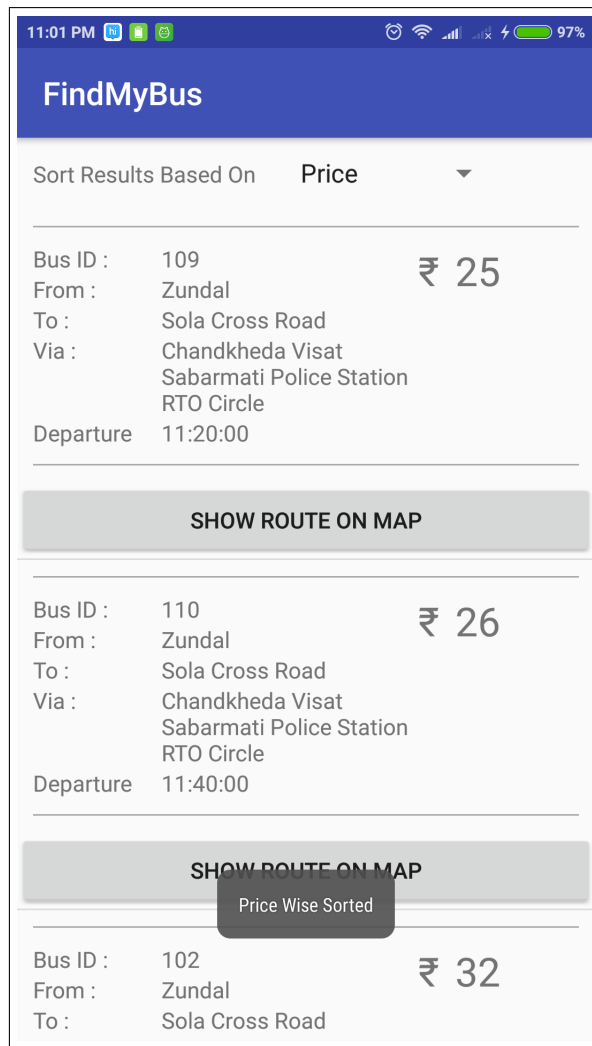 11:01 PM hi 97%
FindMyBus
Sort Results Based On Price
Bus ID : 109 ₹ 25
From : Zundal
To : Sola Cross Road
Via : Chandkheda Visat
Sabarmati Police Station
RTO Circle
Departure 11:20:00
SHOW ROUTE ON MAP
Bus ID : 110 ₹ 26
From : Zundal
To : Sola Cross Road
Via : Chandkheda Visat
Sabarmati Police Station
RTO Circle
Departure 11:40:00
SHOW ROUTE ON MAP
Price Wise Sorted
Bus ID : 102 ₹ 32
From : Zundal
To : Sola Cross Road